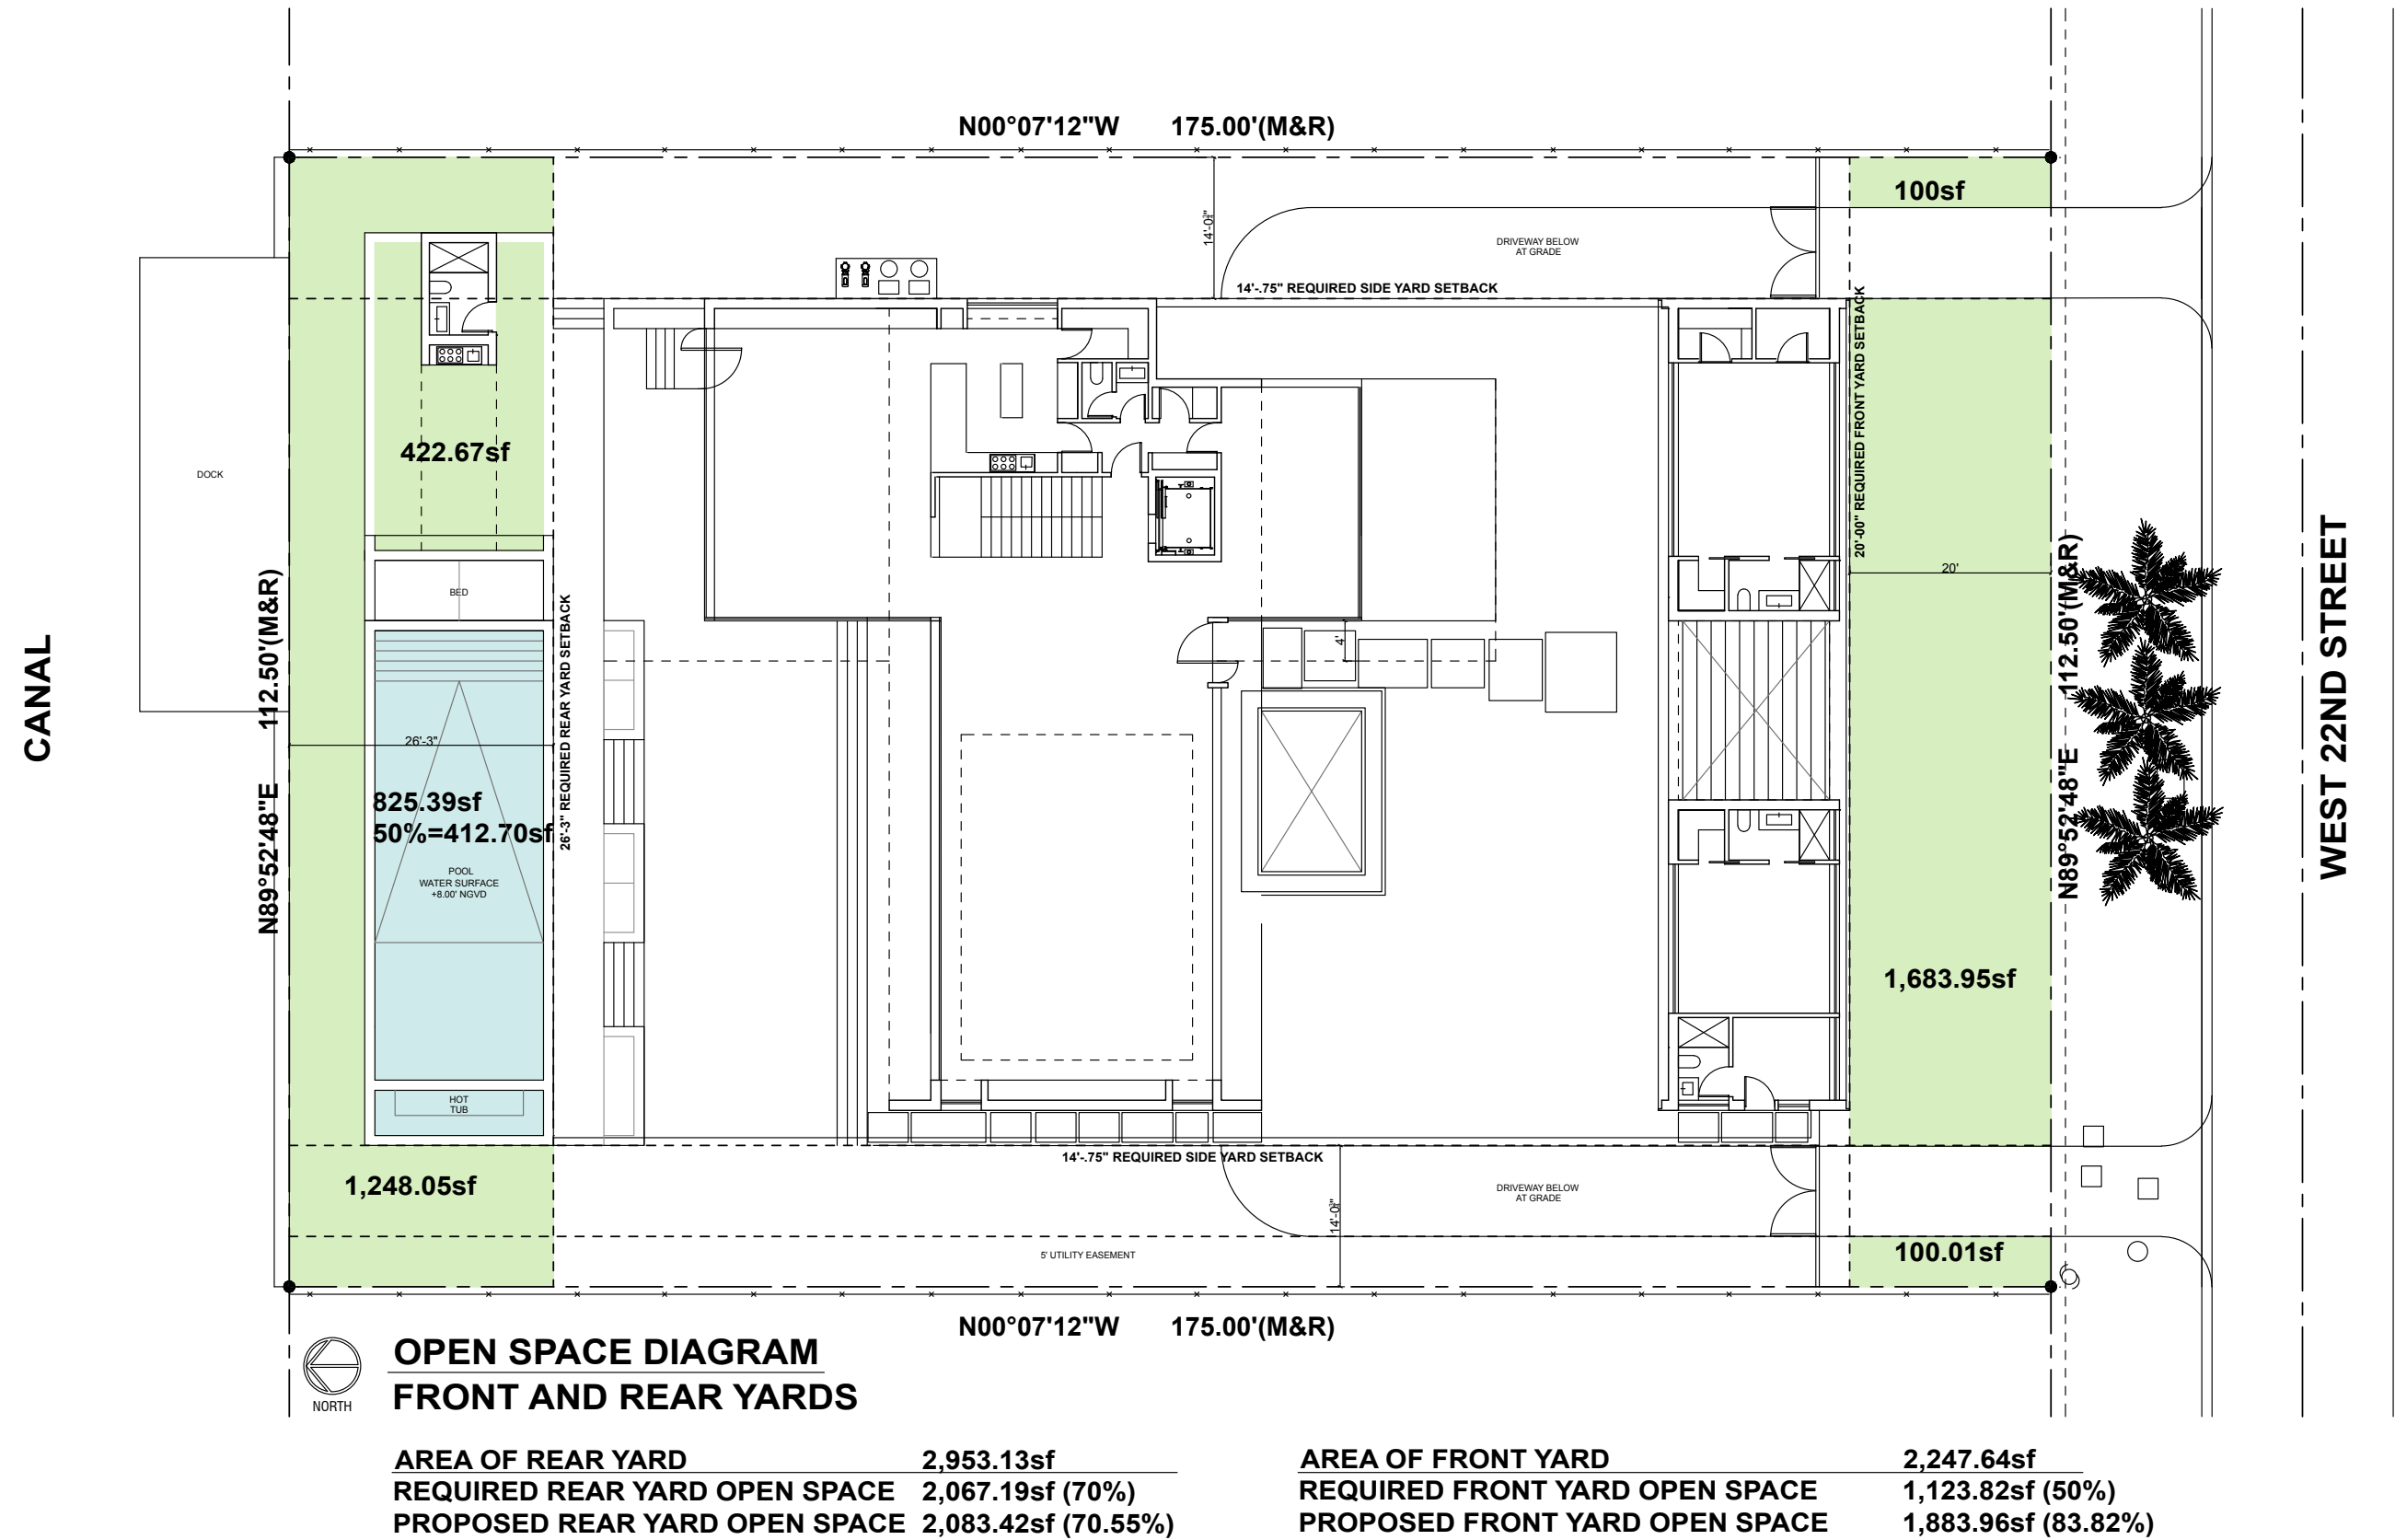 N00°07'12"W 175.00'(M&R)
100sf
14'-0¾"
DRIVEWAY BELOW
AT GRADE
14'-.75" REQUIRED SIDE YARD SETBACK
20'-00" REQUIRED FRONT YARD SETBACK
422.67sf
DOCK
BED
20'
4'
CANAL
N89°52'48"E 112.50'(M&R)
26'-3"
26'-3" REQUIRED REAR YARD SETBACK
825.39sf
50%=412.70sf
POOL
WATER SURFACE
+8.00' NGVD
N89°52'48"E 112.50'(M&R)
WEST 22ND STREET
1,683.95sf
HOT
TUB
14'-.75" REQUIRED SIDE YARD SETBACK
1,248.05sf
DRIVEWAY BELOW
AT GRADE
14'-0¾"
5' UTILITY EASEMENT
100.01sf
N00°07'12"W 175.00'(M&R)
NORTH
OPEN SPACE DIAGRAM
FRONT AND REAR YARDS
AREA OF REAR YARD 2,953.13sf
REQUIRED REAR YARD OPEN SPACE 2,067.19sf (70%)
PROPOSED REAR YARD OPEN SPACE 2,083.42sf (70.55%)
AREA OF FRONT YARD 2,247.64sf
REQUIRED FRONT YARD OPEN SPACE 1,123.82sf (50%)
PROPOSED FRONT YARD OPEN SPACE 1,883.96sf (83.82%)